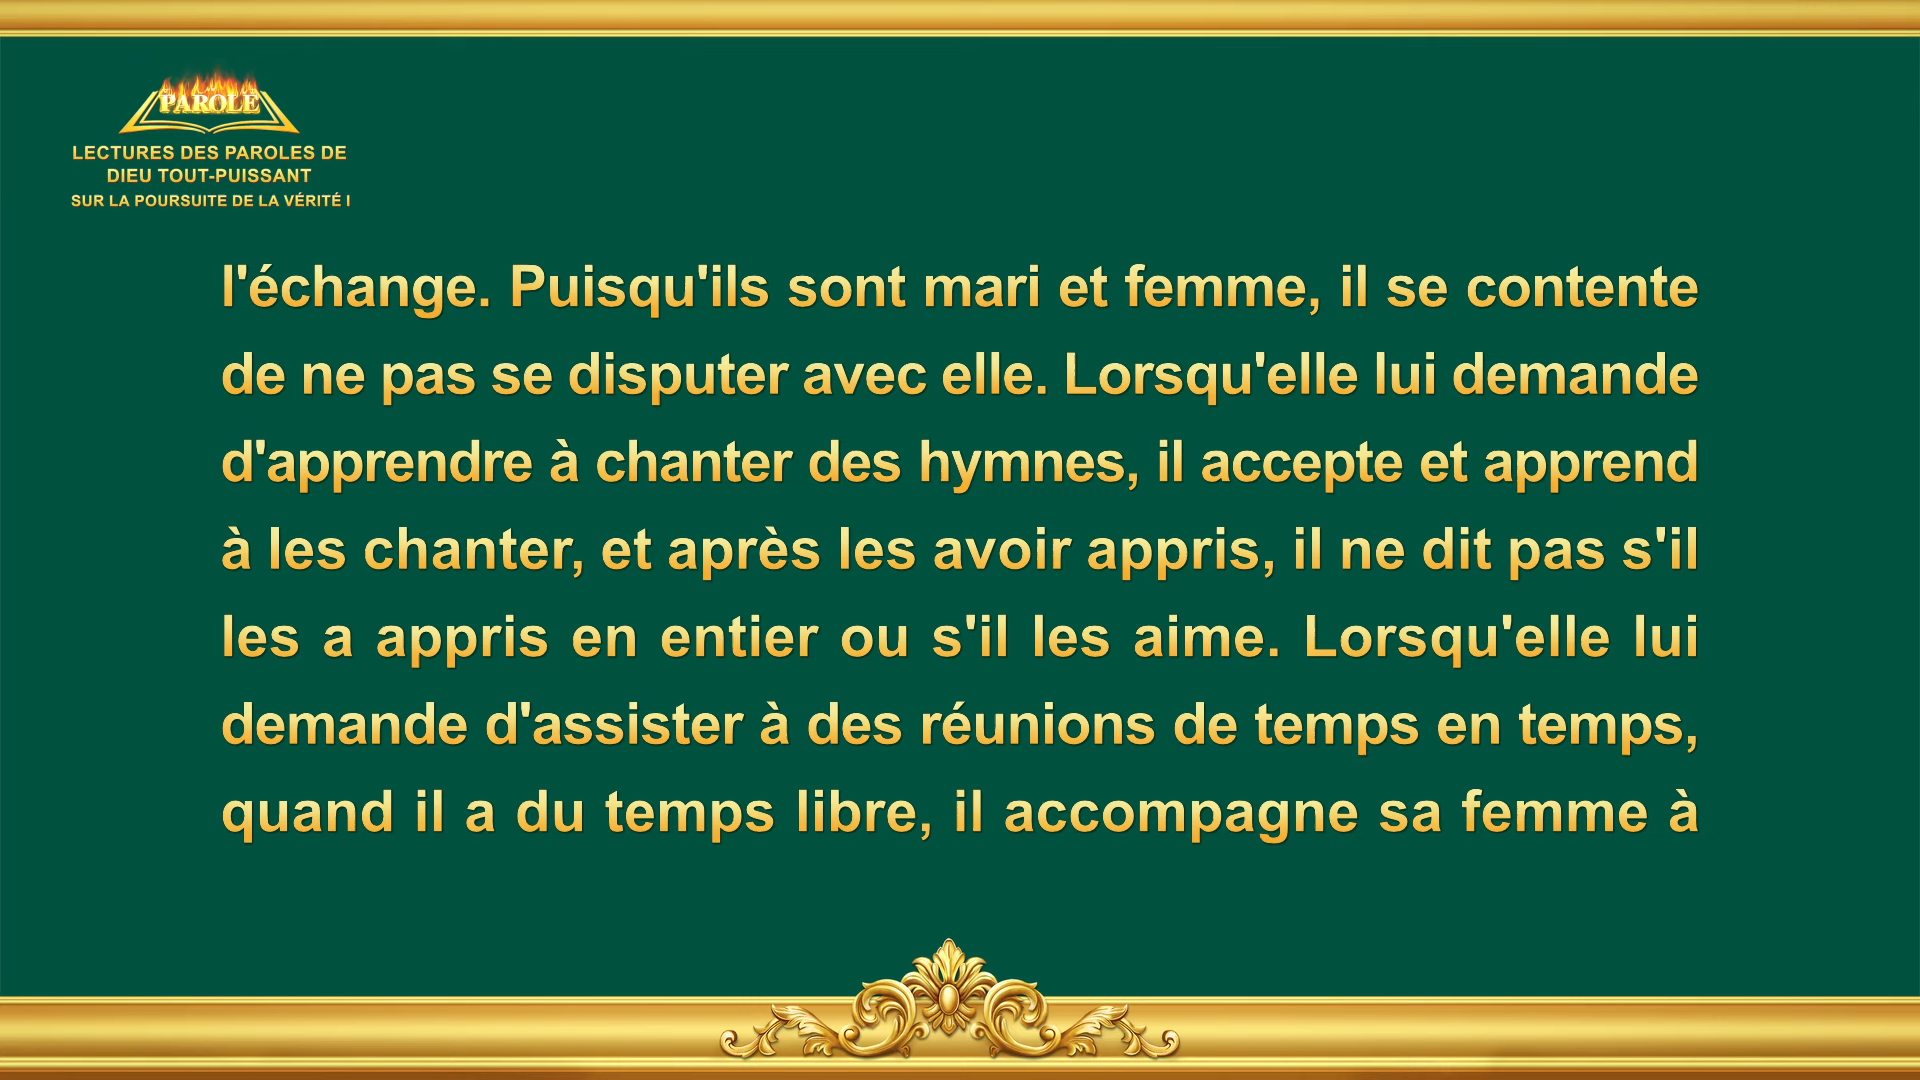 PAROLE
LECTURES DES PAROLES DE
DIEU TOUT-PUISSANT
SUR LA POURSUITE DE LA VÉRITÉ I
l'échange. Puisqu'ils sont mari et femme, il se contente
de ne pas se disputer avec elle. Lorsqu'elle lui demande
d'apprendre à chanter des hymnes, il accepte et apprend
à les chanter, et après les avoir appris, il ne dit pas s'il
les a appris en entier ou s'il les aime. Lorsqu'elle lui
demande d'assister à des réunions de temps en temps,
quand il a du temps libre, il accompagne sa femme à